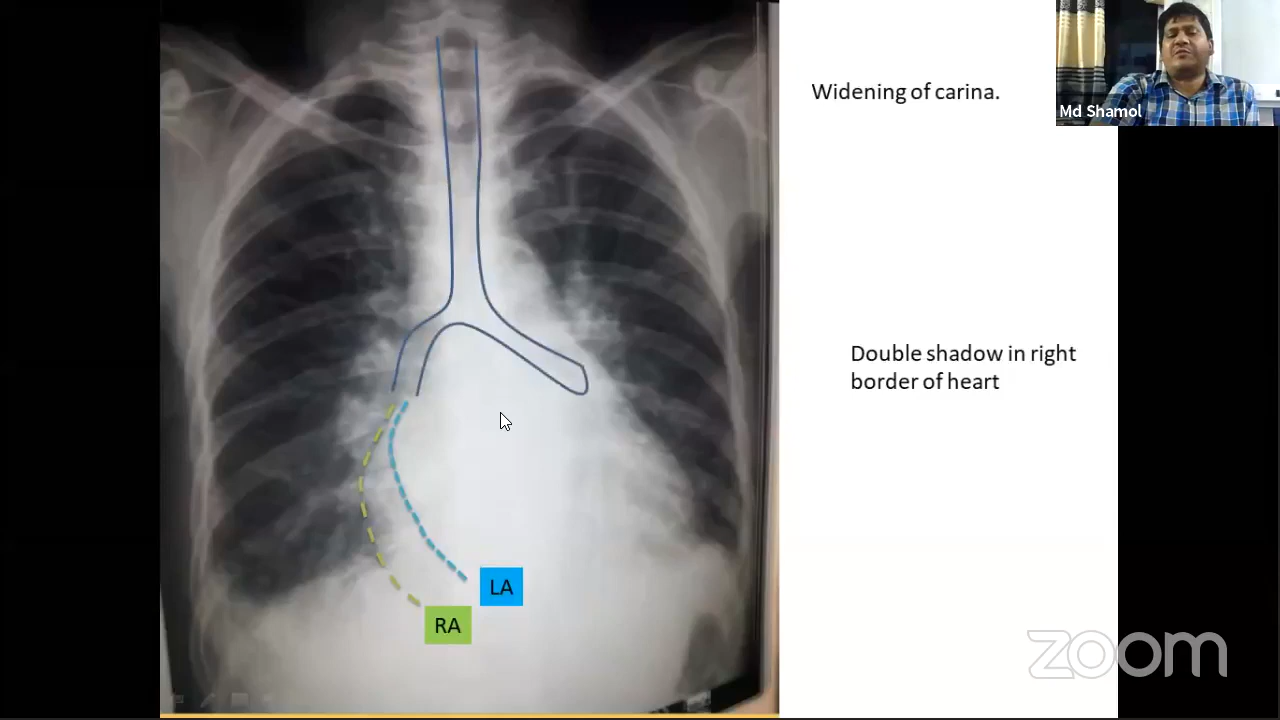 Widening of carina.
Md Shamol
Double shadow in right
border of heart
LA
RA
zoom